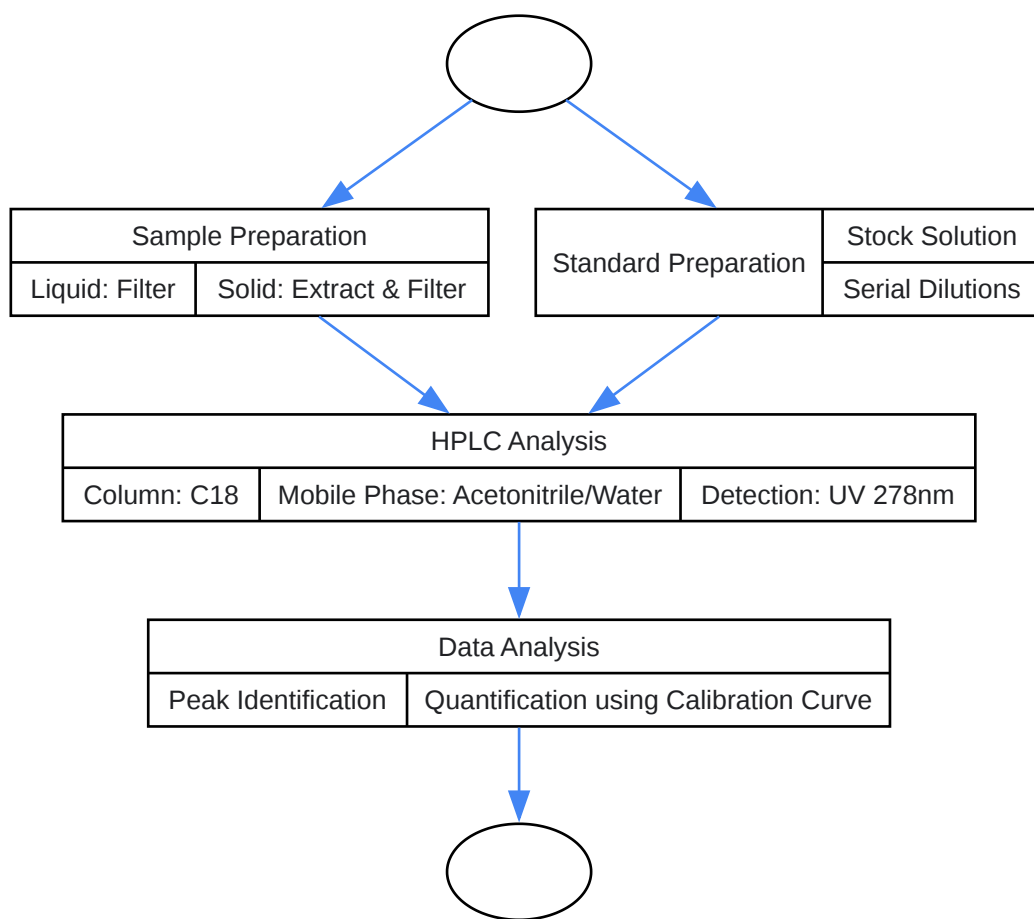 Sample Preparation
Liquid: Filter
Solid: Extract & Filter
Standard Preparation
Stock Solution
Serial Dilutions
HPLC Analysis
Column: C18
Mobile Phase: Acetonitrile/Water
Detection: UV 278nm
Data Analysis
Peak Identification
Quantification using Calibration Curve